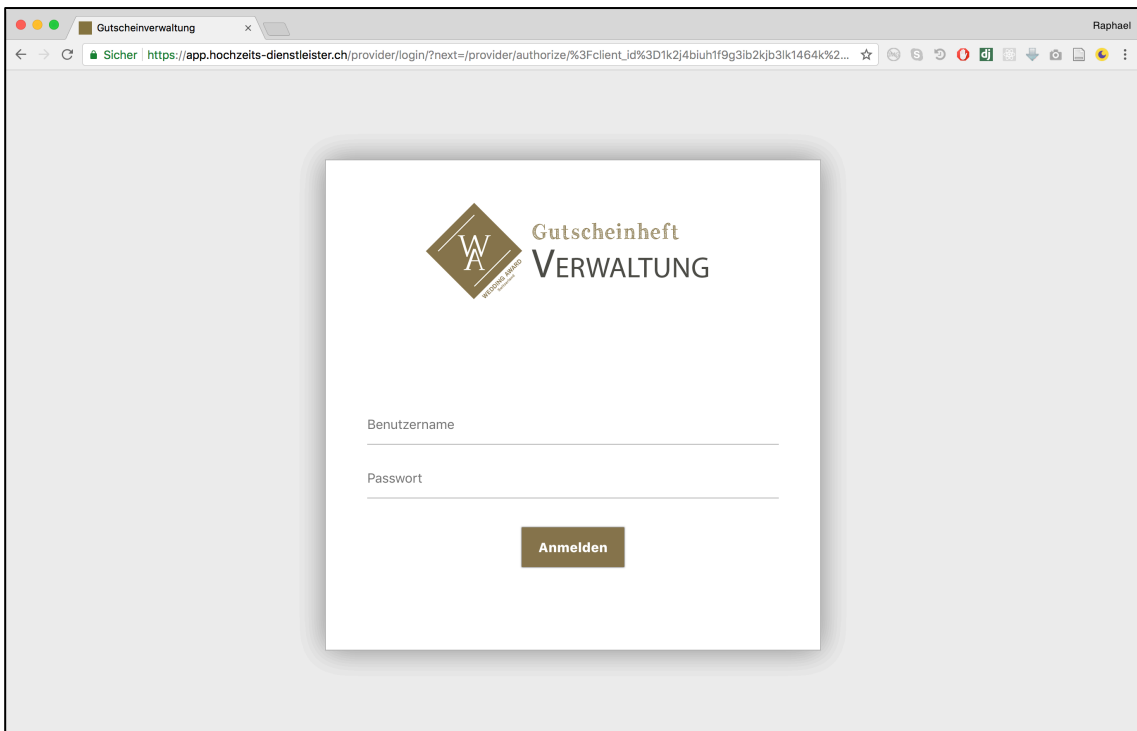 Gutscheinverwaltung
Raphael
Sicher https://app.hochzeits-dienstleister.ch/provider/login/?next=/provider/authorize/%3Fclient_id%3D1k2j4biuh1f9g3ib2kjb3lk1464k%2...
WA
WEDDING AWARD
Switzerland
Gutscheinheft
VERWALTUNG
Benutzername
Passwort
Anmelden